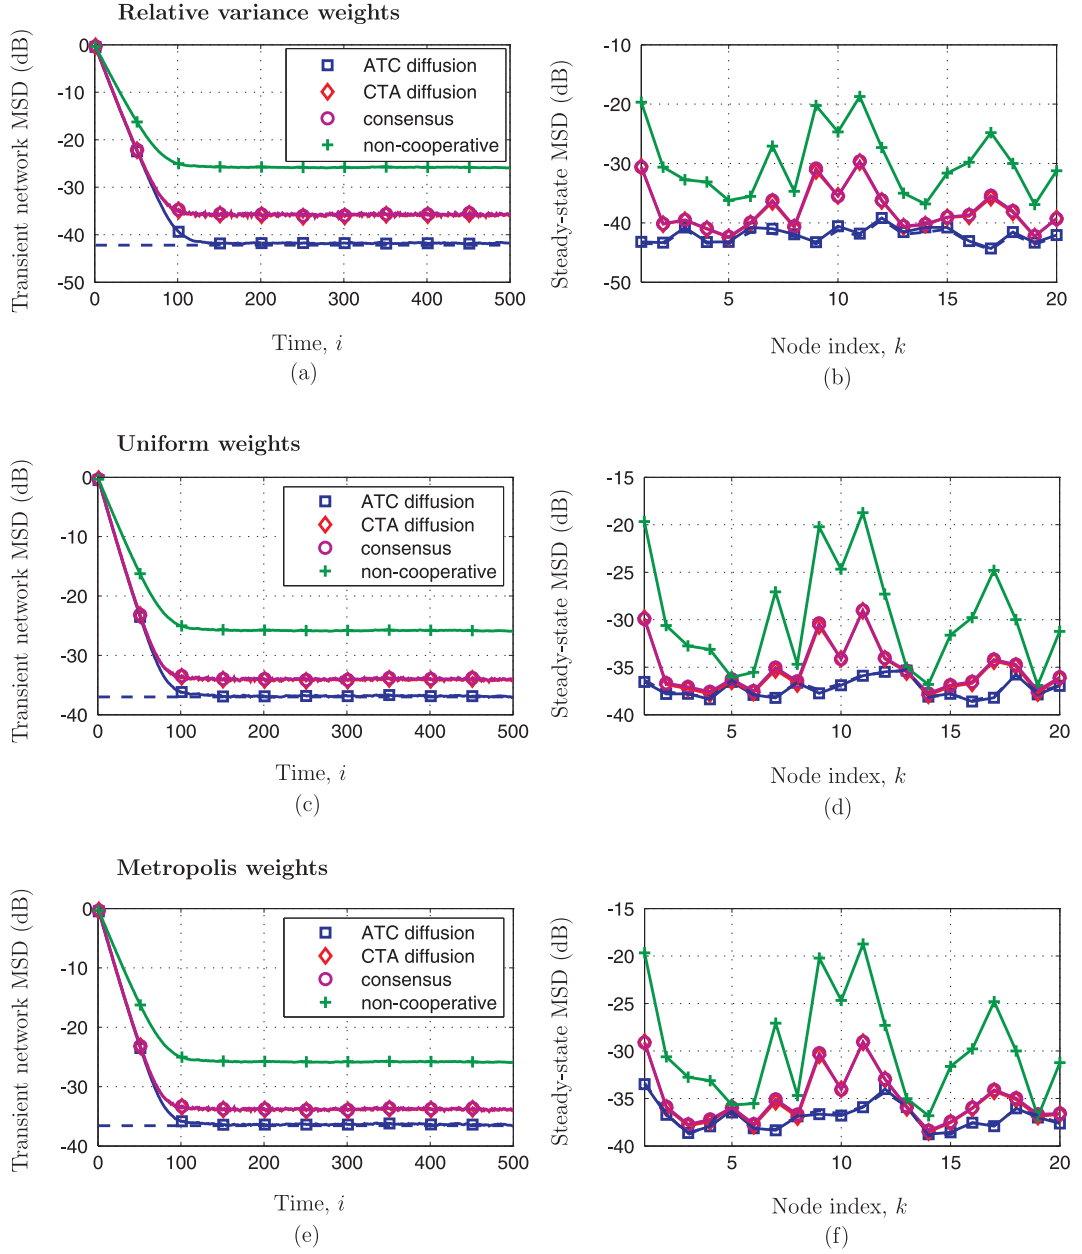 Relative variance weights
Transient network MSD (dB)
0
-10
-20
-30
-40
-50
0
100
200
300
400
500
ATC diffusion
CTA diffusion
consensus
non-cooperative
Time, i
(a)
Steady-state MSD (dB)
-10
-20
-30
-40
-50
5
10
15
20
Node index, k
(b)
Uniform weights
Transient network MSD (dB)
0
-10
-20
-30
-40
0
100
200
300
400
500
ATC diffusion
CTA diffusion
consensus
non-cooperative
Time, i
(c)
Steady-state MSD (dB)
-15
-20
-25
-30
-35
-40
5
10
15
20
Node index, k
(d)
Metropolis weights
Transient network MSD (dB)
0
-10
-20
-30
-40
0
100
200
300
400
500
ATC diffusion
CTA diffusion
consensus
non-cooperative
Time, i
(e)
Steady-state MSD (dB)
-15
-20
-25
-30
-35
-40
5
10
15
20
Node index, k
(f)